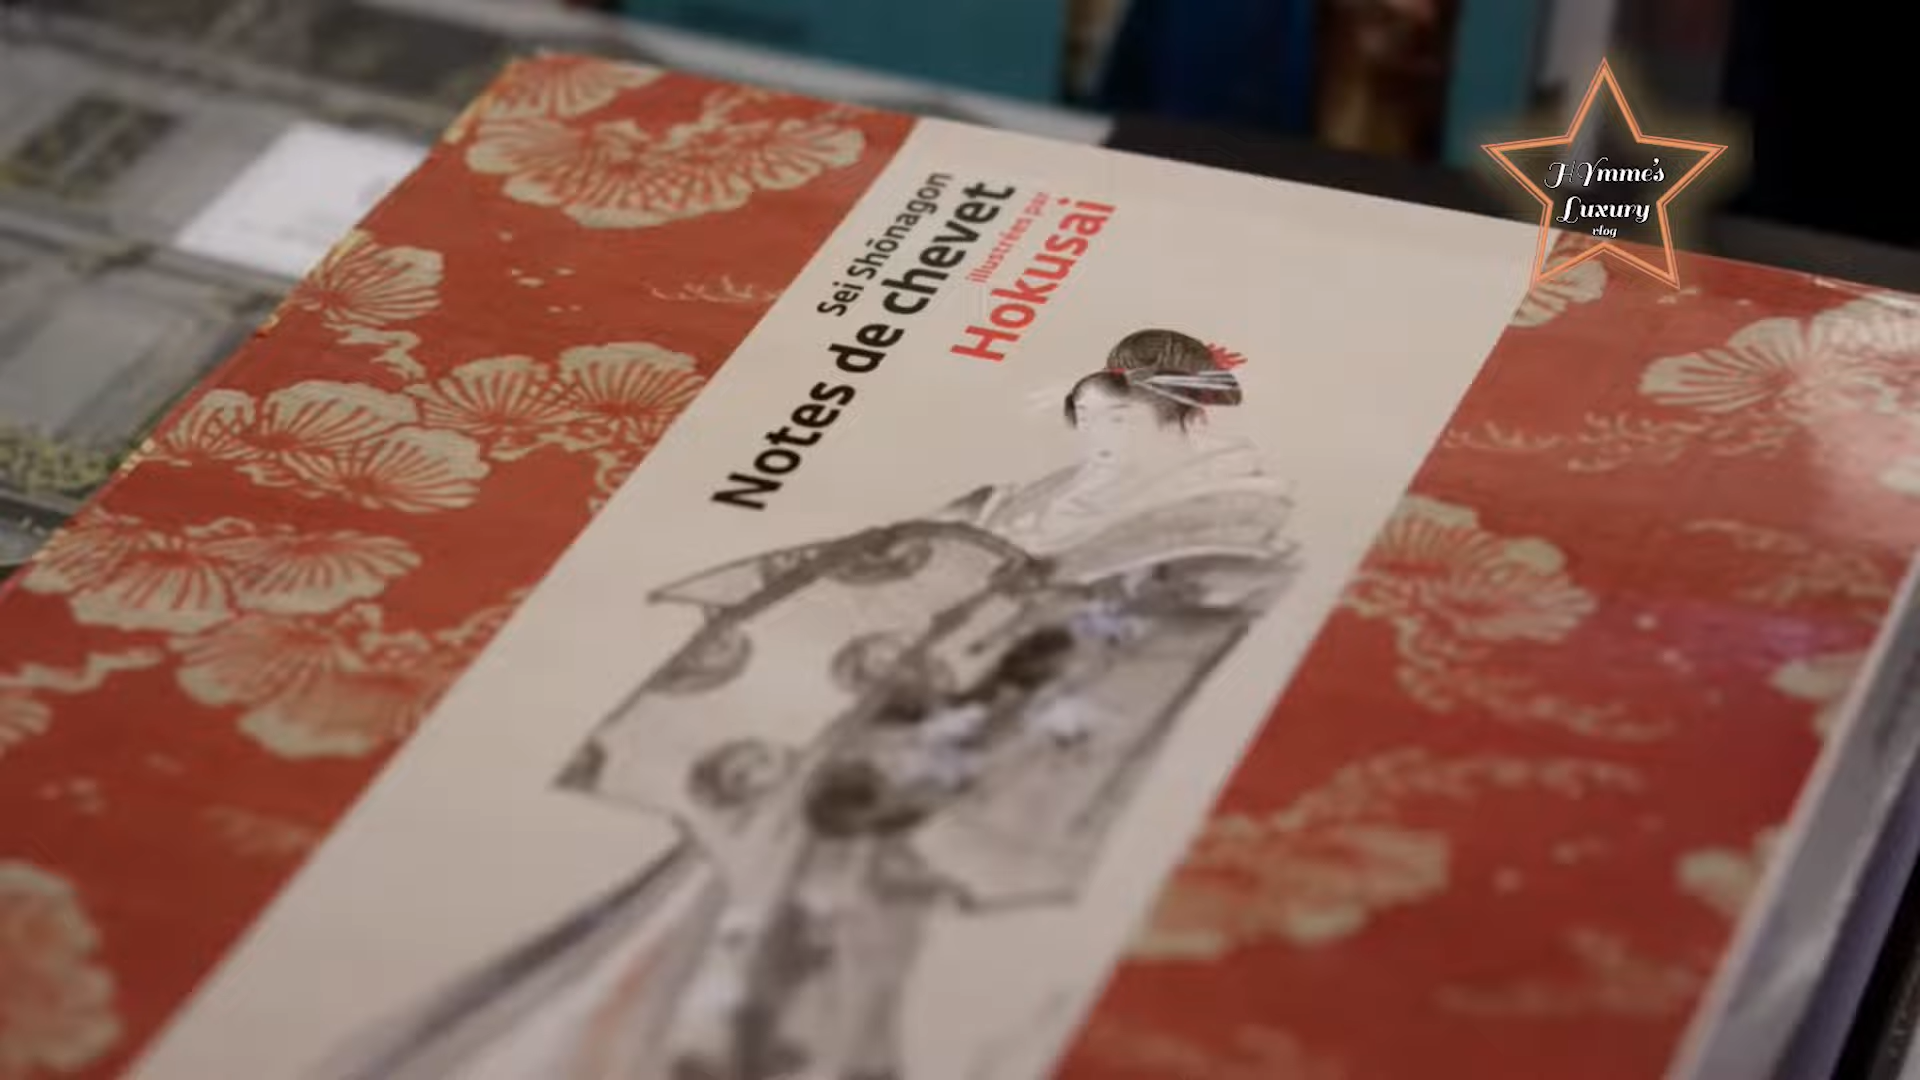 Sei Shōnagon
Notes de chevet
illustrées par
Hokusai
HYmme's
Luxury
vlog